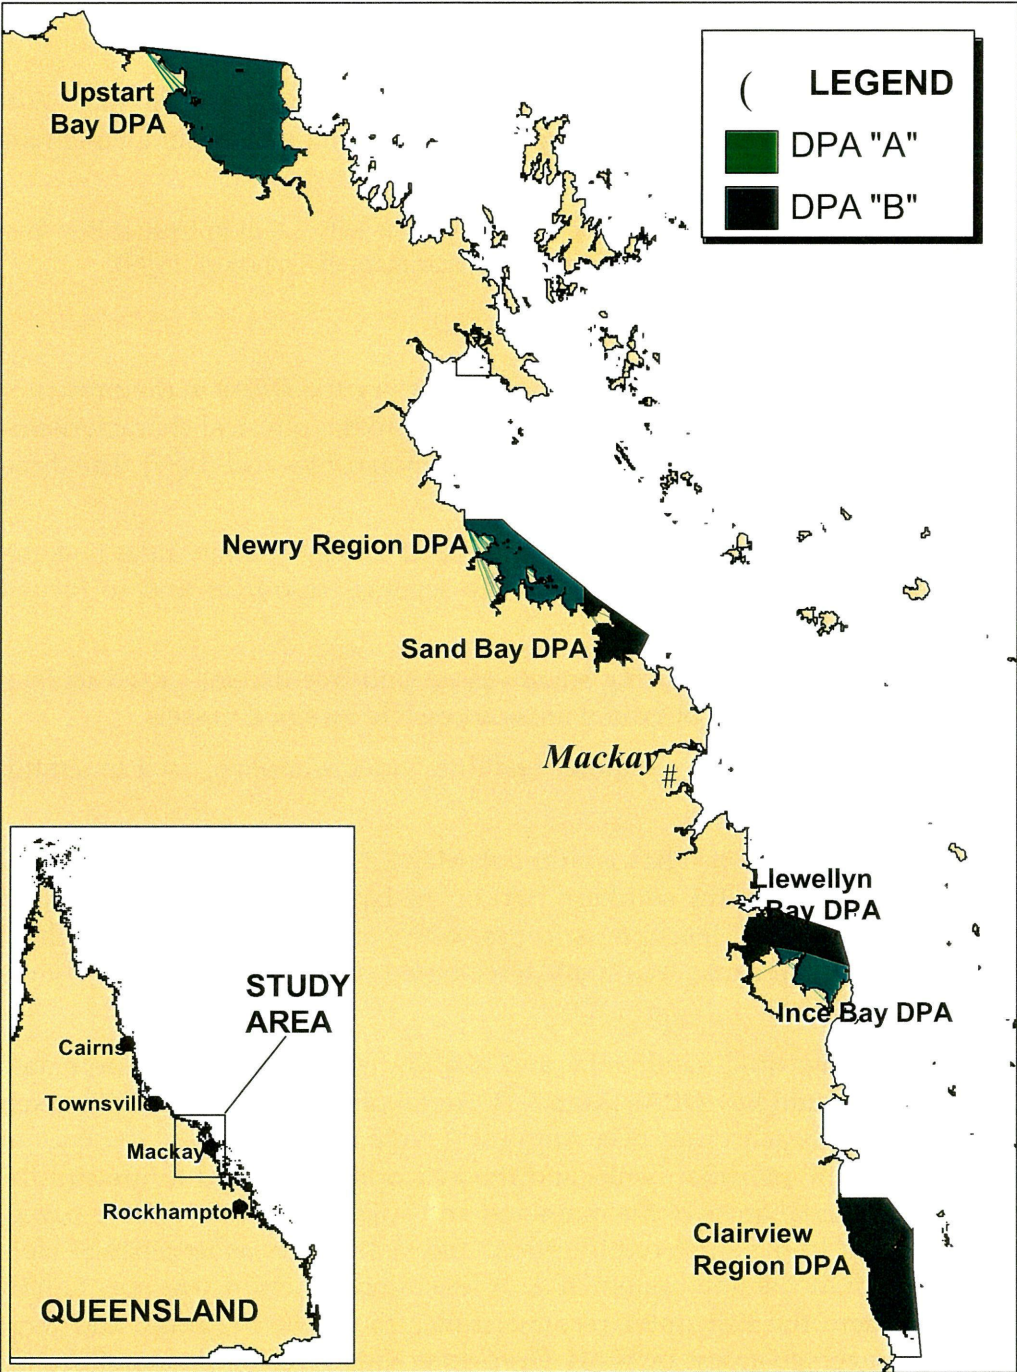 Upstart
Bay DPA
( LEGEND
DPA "A"
DPA "B"
Newry Region DPA
Sand Bay DPA
Mackay
#
Llewellyn
Bay DPA
Ince Bay DPA
Clairview
Region DPA
STUDY
AREA
Cairns
Townsville
Mackay
Rockhampton
QUEENSLAND